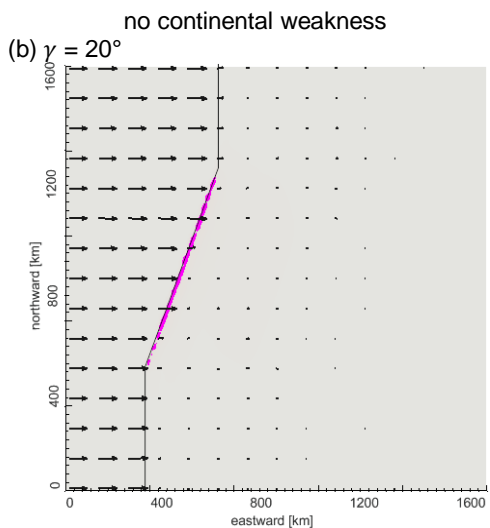 no continental weakness
(b) γ = 20°
1600
1200
800
400
0
northward [km]
0 400 800 1200 1600
eastward [km]